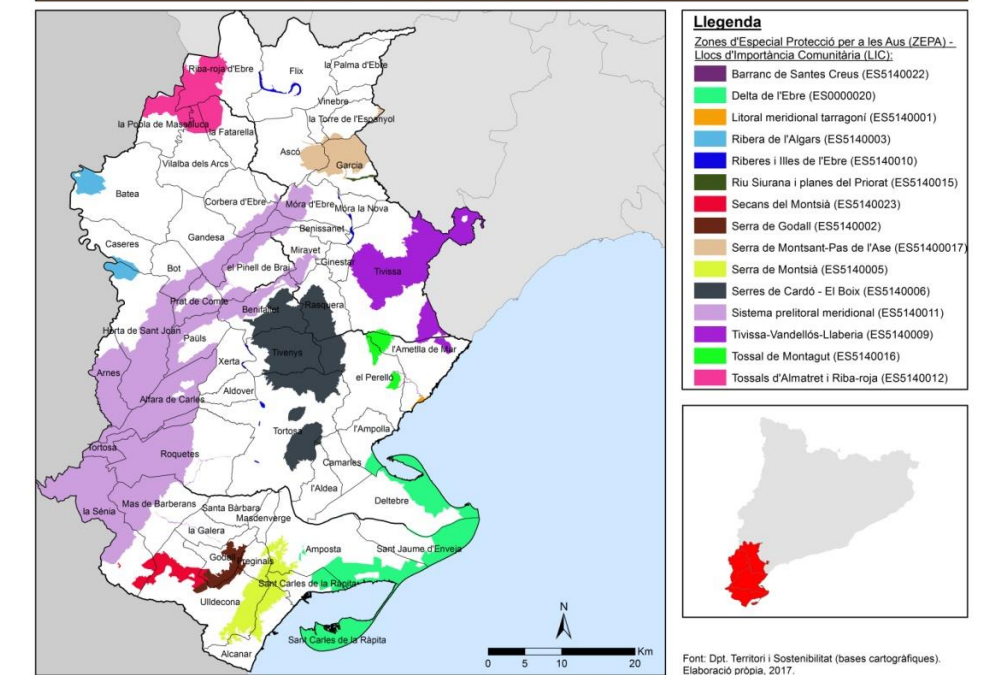 Riba-roja d'Ebre
Flix
la Palma d'Ebre
Vinebre
la Torre de l'Espanyol
la Pobla de Massaluca
la Fatarella
Ascó
Garcia
Vilalba dels Arcs
Batea
Corbera d'Ebre
Móra d'Ebre
Móra la Nova
Benissanet
Gandesa
Caseres
Miravet
Ginestar
Bot
el Pinell de Brai
Tivissa
Prat de Comte
Benifallet
Rasquera
Horta de Sant Joan
Paüls
Xerta
Tivenys
l'Ametlla de Mar
Arnes
el Perelló
Aldover
Alfara de Carles
Tortosa
l'Ampolla
Tortosa
Roquetes
Camarles
l'Aldea
Deltebre
Mas de Barberans
Santa Bàrbara
la Sénia
Masdenverge
la Galera
Amposta
Sant Jaume d'Enveja
Godall
Freginals
Sant Carles de la Ràpita
Ulldecona
Sant Carles de la Ràpita
Alcanar
N
0 5 10 20 Km
Llegenda
Zones d'Especial Protecció per a les Aus (ZEPA) -
Llocs d'Importància Comunitària (LIC):
Barranc de Santes Creus (ES5140022)
Delta de l'Ebre (ES0000020)
Litoral meridional tarragoní (ES5140001)
Ribera de l'Algars (ES5140003)
Riberes i Illes de l'Ebre (ES5140010)
Riu Siurana i planes del Priorat (ES5140015)
Secans del Montsià (ES5140023)
Serra de Godall (ES5140002)
Serra de Montsant-Pas de l'Ase (ES51400017)
Serra de Montsià (ES5140005)
Serres de Cardó - El Boix (ES5140006)
Sistema prelitoral meridional (ES5140011)
Tivissa-Vandellós-Llaberia (ES5140009)
Tossal de Montagut (ES5140016)
Tossals d'Almatret i Riba-roja (ES5140012)
Font: Dpt. Territori i Sostenibilitat (bases cartogràfiques).
Elaboració pròpia, 2017.